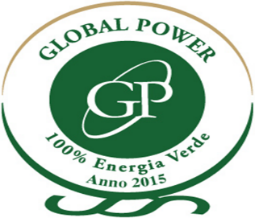 GLOBAL POWER
GP
100% Energia Verde
Anno 2015